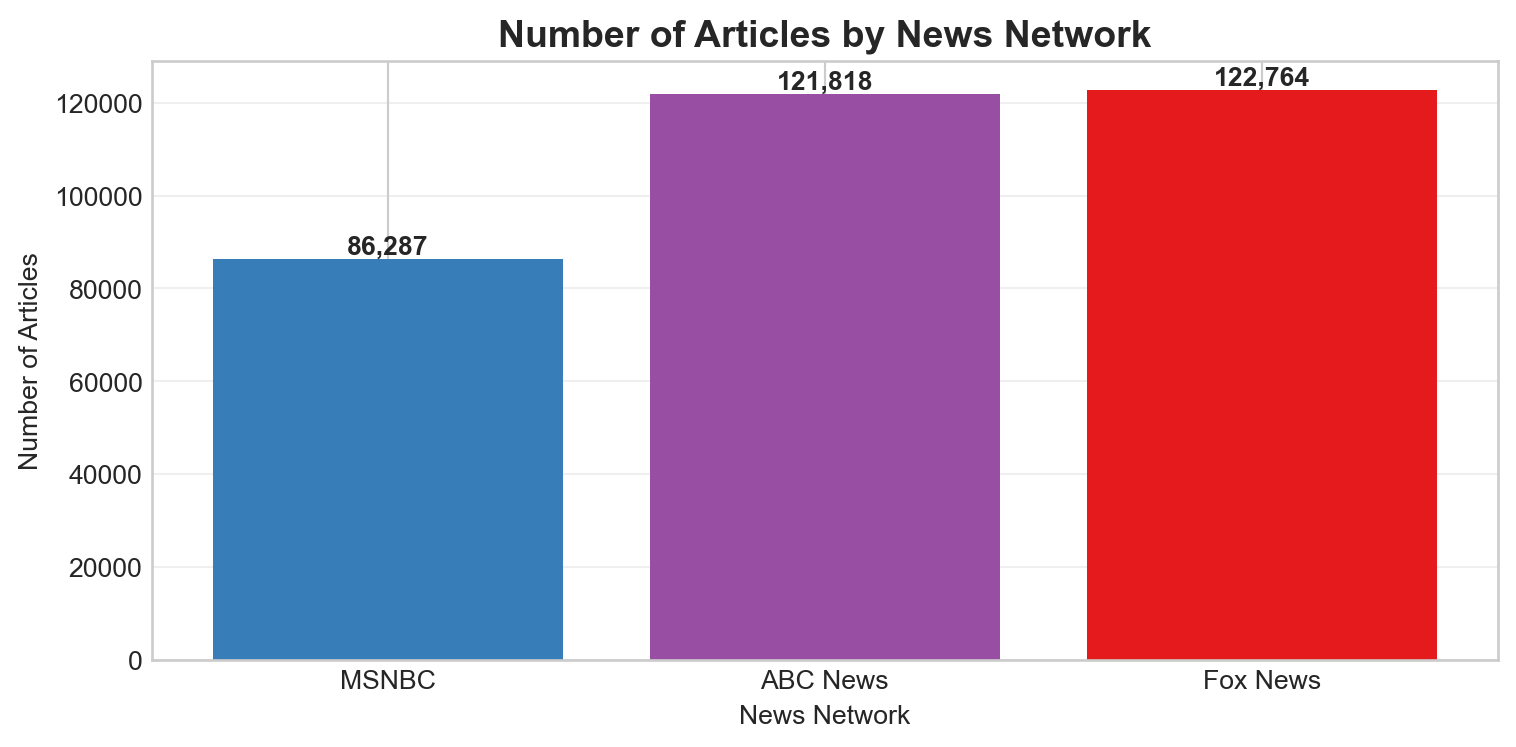 Number of Articles by News Network
Number of Articles
120000
100000
80000
60000
40000
20000
0
86,287
121,818
122,764
MSNBC
ABC News
Fox News
News Network